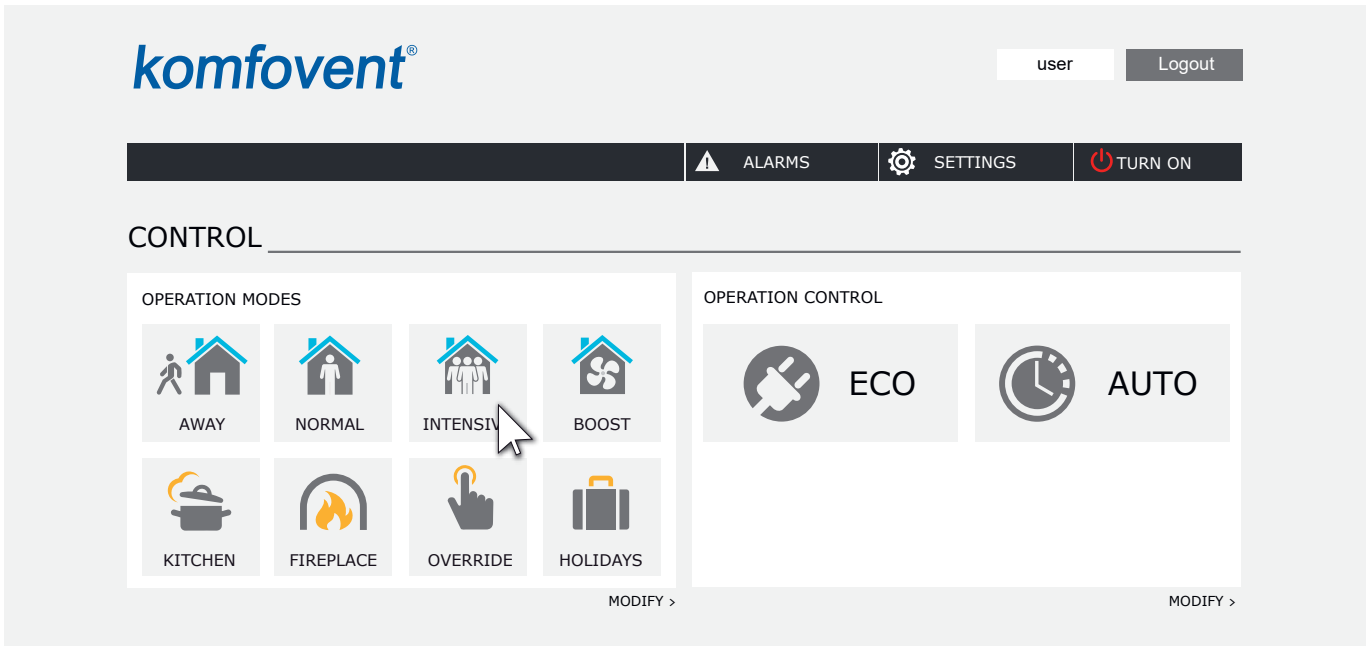 komfovent®
user Logout
ALARMS SETTINGS TURN ON
CONTROL
OPERATION MODES
AWAY NORMAL INTENSIV BOOST
KITCHEN FIREPLACE OVERRIDE HOLIDAYS
MODIFY >
OPERATION CONTROL
ECO AUTO
MODIFY >